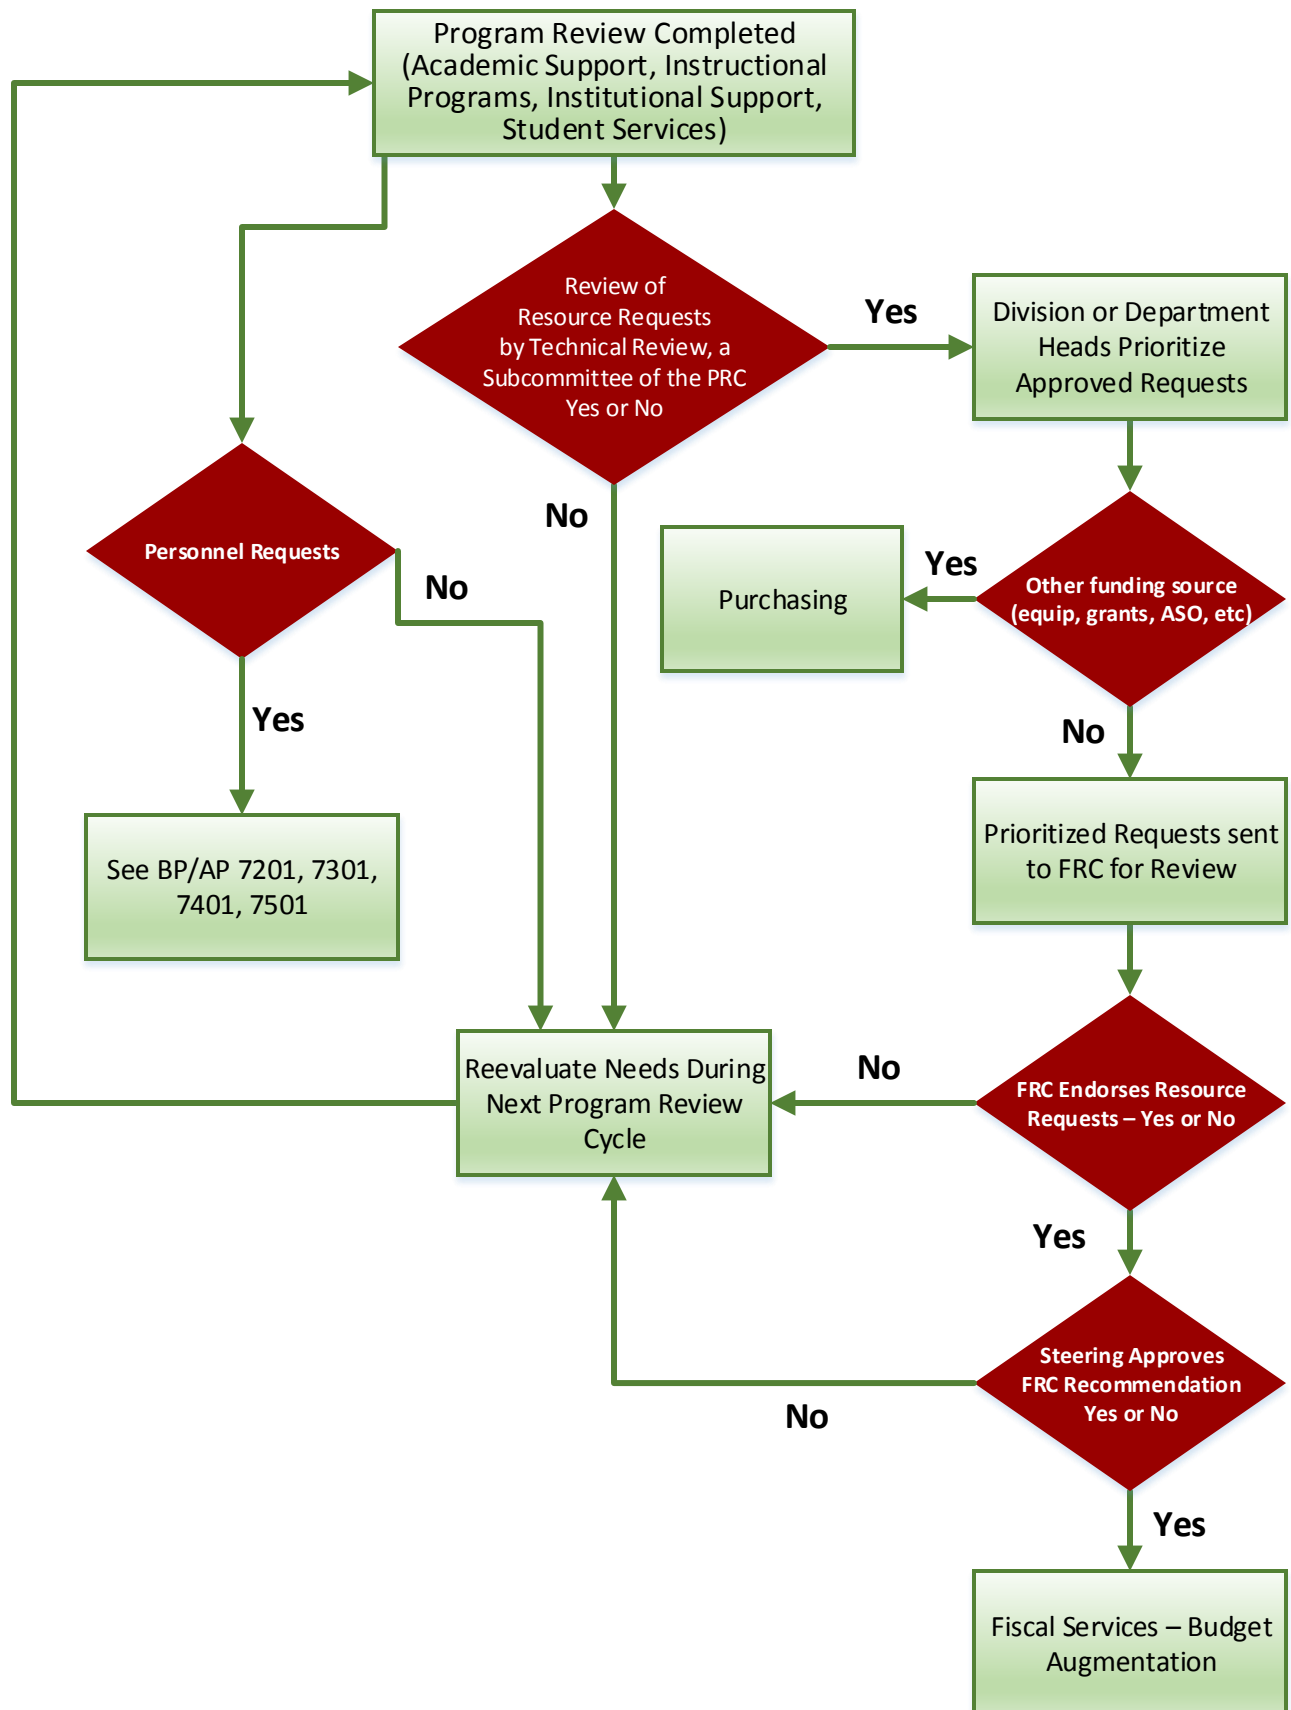 Program Review Completed
(Academic Support, Instructional
Programs, Institutional Support,
Student Services)
Review of
Resource Requests
by Technical Review, a
Subcommittee of the PRC
Yes or No
Yes
Division or Department
Heads Prioritize
Approved Requests
No
Personnel Requests
No
Yes
See BP/AP 7201, 7301,
7401, 7501
Purchasing
Yes
Other funding source
(equip, grants, ASO, etc)
No
Prioritized Requests sent
to FRC for Review
Reevaluate Needs During
Next Program Review
Cycle
No
FRC Endorses Resource
Requests – Yes or No
Yes
Steering Approves
FRC Recommendation
Yes or No
No
Yes
Fiscal Services – Budget
Augmentation